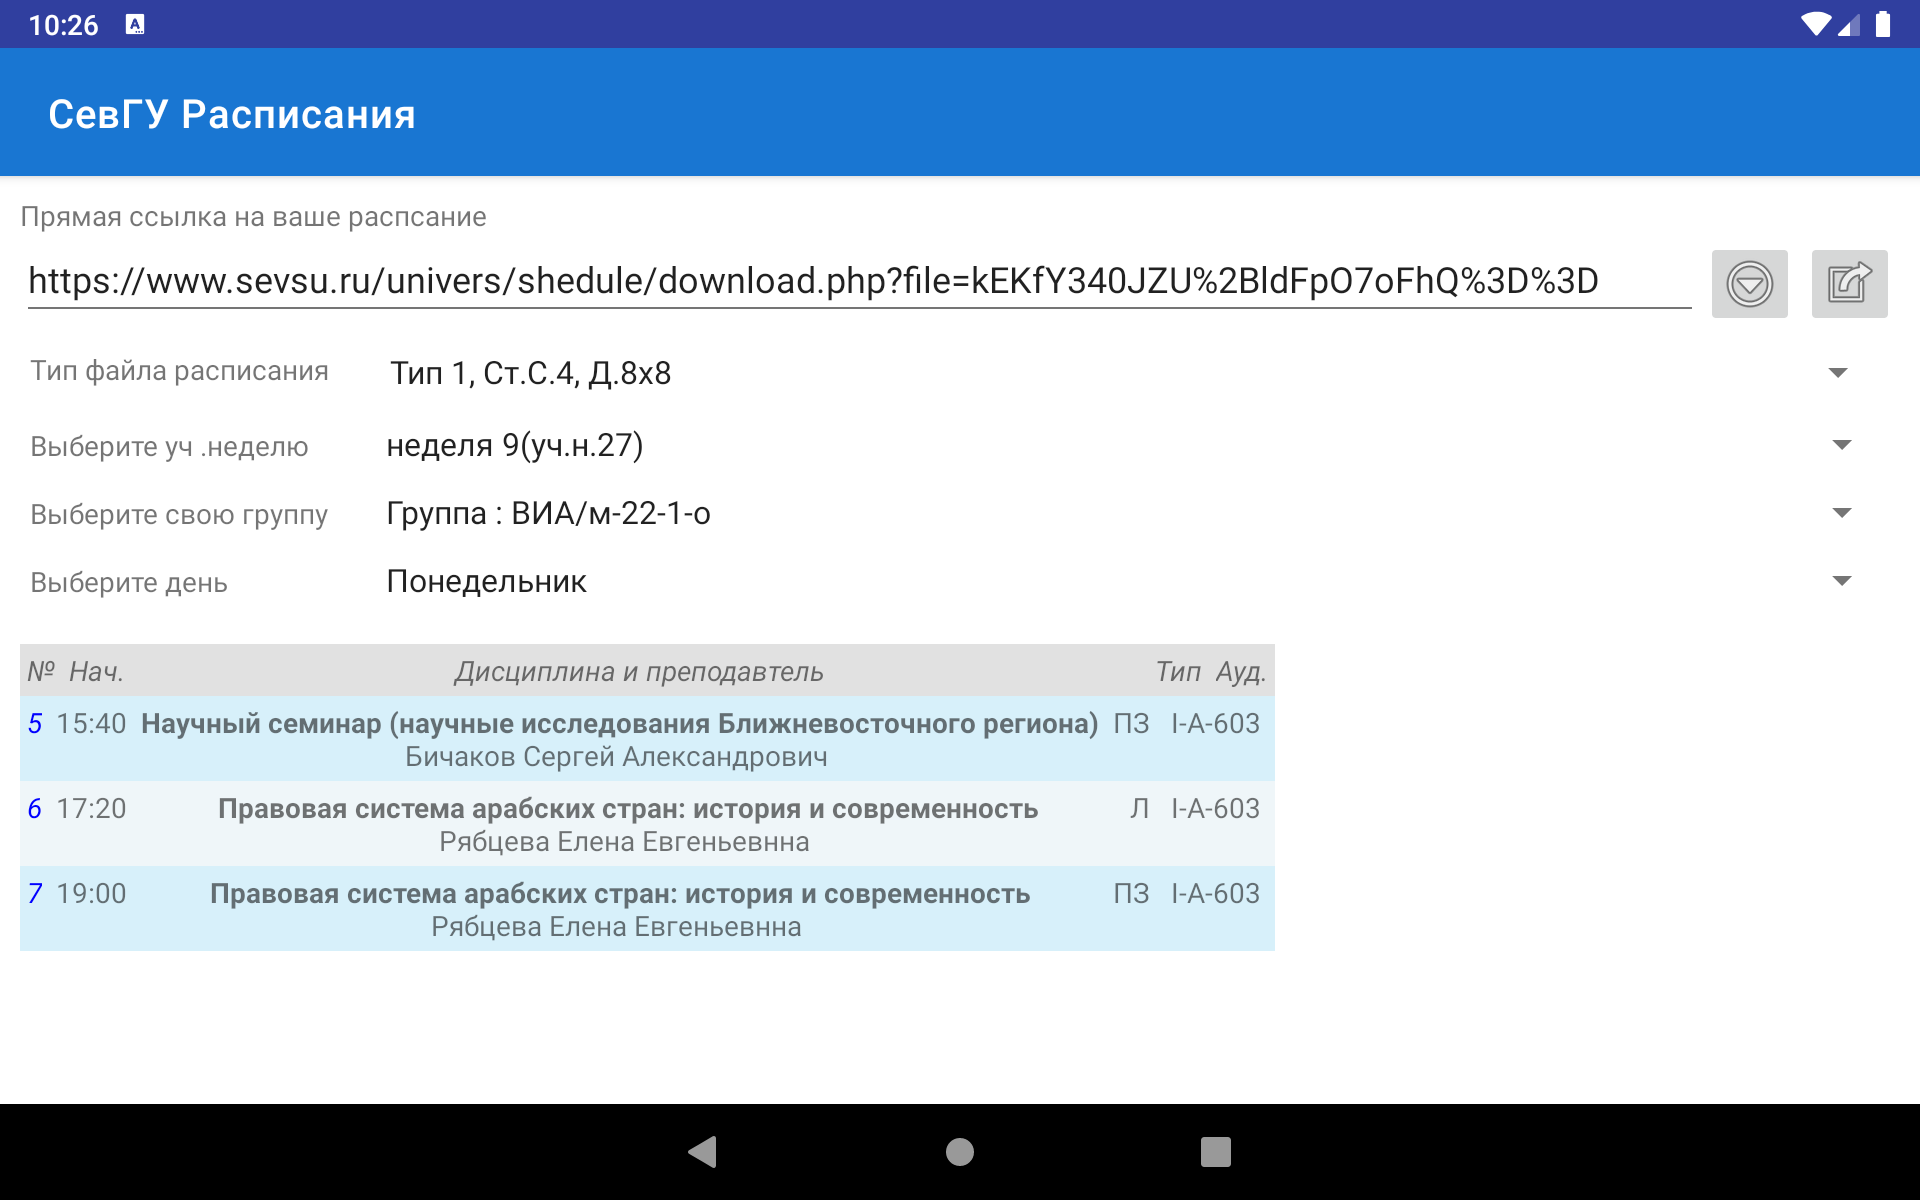 10:26
СевГУ Расписания
Прямая ссылка на ваше распсание
https://www.sevsu.ru/univers/shedule/download.php?file=kEKfY340JZU%2BldFpO7oFhQ%3D%3D
Тип файла расписания Тип 1, Ст.С.4, Д.8x8
Выберите уч .неделю неделя 9(уч.н.27)
Выберите свою группу Группа : ВИА/м-22-1-о
Выберите день Понедельник
№ Нач. Дисциплина и преподавтель Тип Ауд.
5 15:40 Научный семинар (научные исследования Ближневосточного региона) ПЗ I-А-603
Бичаков Сергей Александрович
6 17:20 Правовая система арабских стран: история и современность Л I-А-603
Рябцева Елена Евгеньевнна
7 19:00 Правовая система арабских стран: история и современность ПЗ I-А-603
Рябцева Елена Евгеньевнна